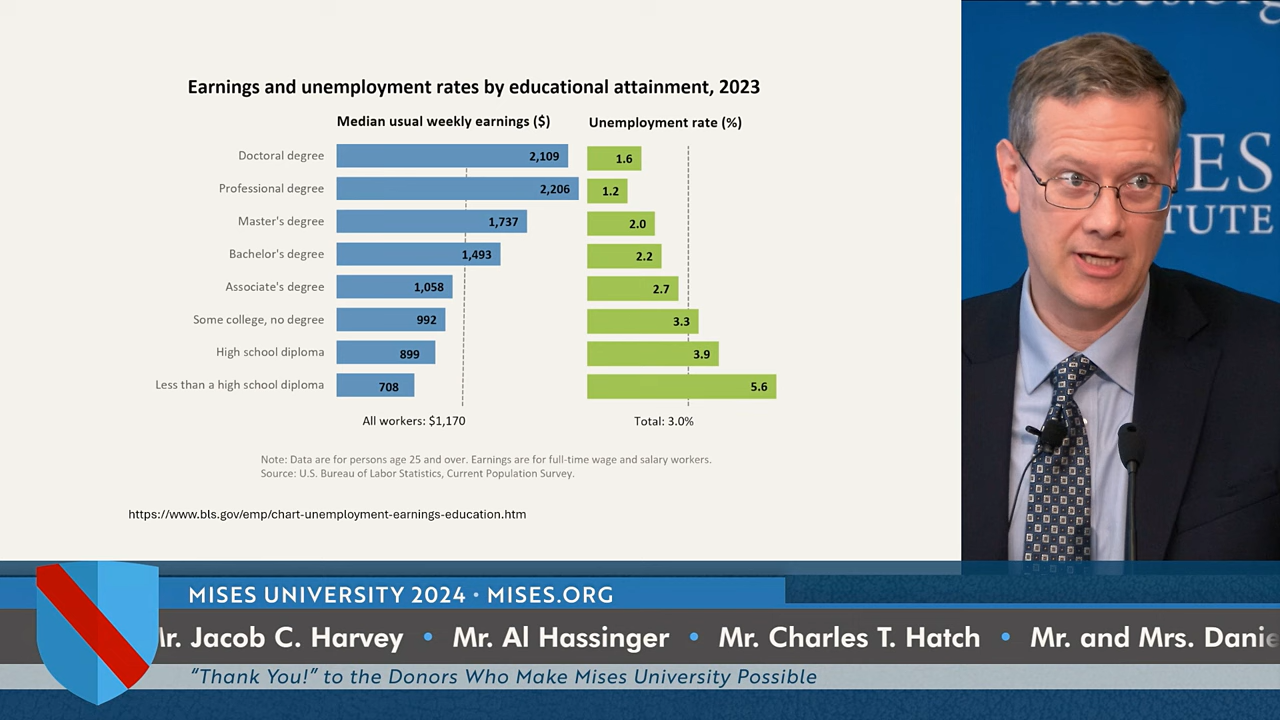 Earnings and unemployment rates by educational attainment, 2023
Median usual weekly earnings ($) Unemployment rate (%)
Doctoral degree 2,109 1.6
Professional degree 2,206 1.2
Master's degree 1,737 2.0
Bachelor's degree 1,493 2.2
Associate's degree 1,058 2.7
Some college, no degree 992 3.3
High school diploma 899 3.9
Less than a high school diploma 708 5.6
All workers: $1,170 Total: 3.0%
Note: Data are for persons age 25 and over. Earnings are for full-time wage and salary workers.
Source: U.S. Bureau of Labor Statistics, Current Population Survey.
https://www.bls.gov/emp/chart-unemployment-earnings-education.htm
Mises.org
ES
TUTE
MISES UNIVERSITY 2024 • MISES.ORG
Mr. Jacob C. Harvey • Mr. Al Hassinger • Mr. Charles T. Hatch • Mr. and Mrs. Danie
“Thank You!” to the Donors Who Make Mises University Possible